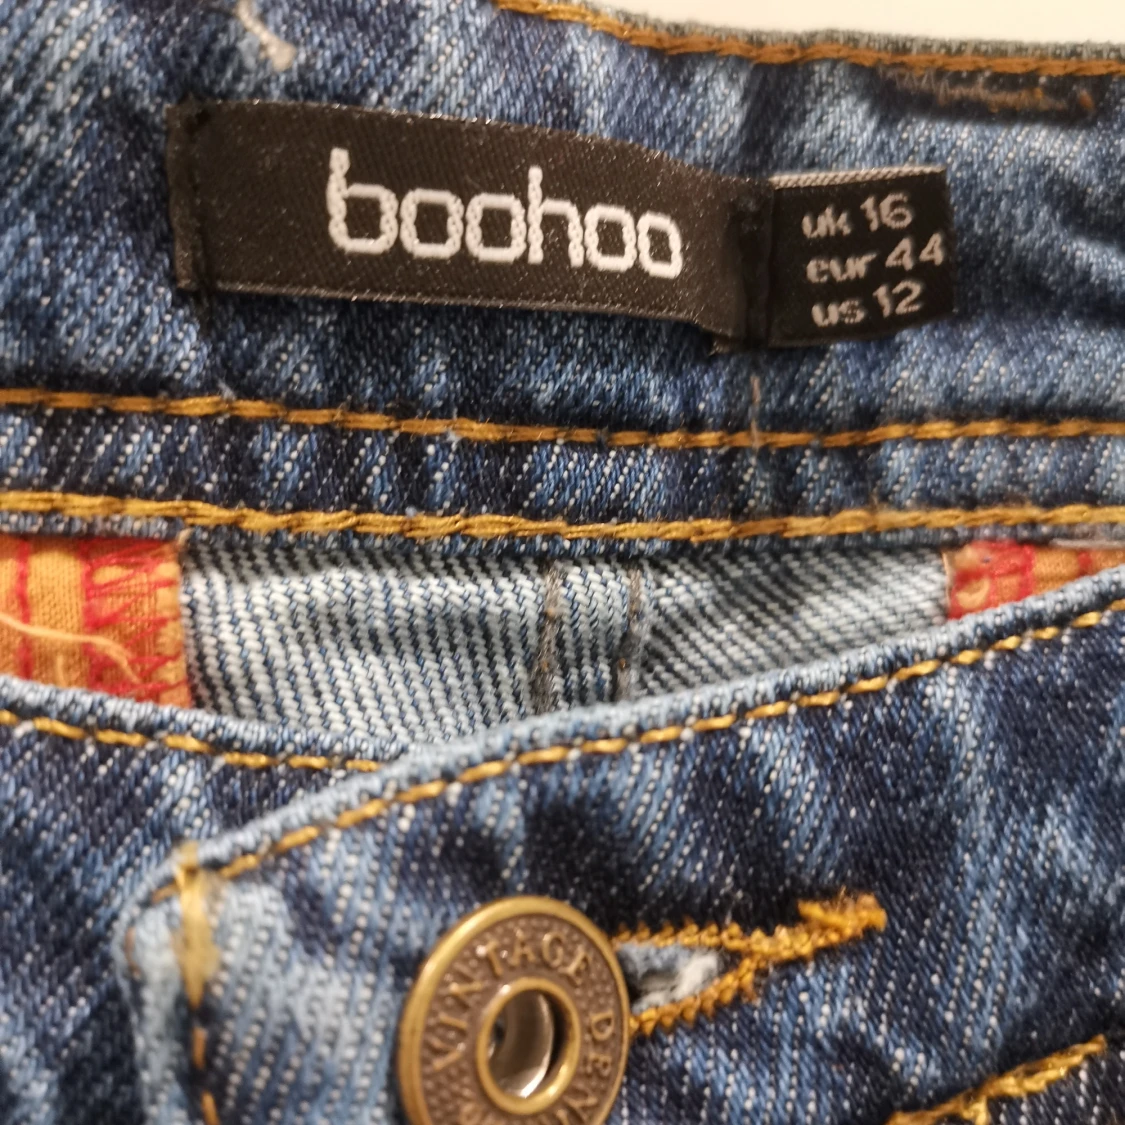 boohoo
uk 16
eur 44
us 12
VINTAGE